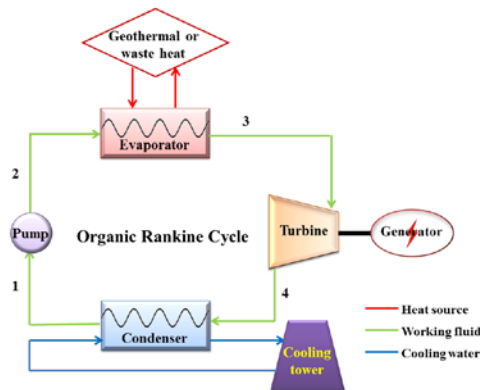 Geothermal or
waste heat
3
Evaporator
2
Pump
Organic Rankine Cycle
Turbine
Generator
1
4
Condenser
Cooling
tower
Heat source
Working fluid
Cooling water